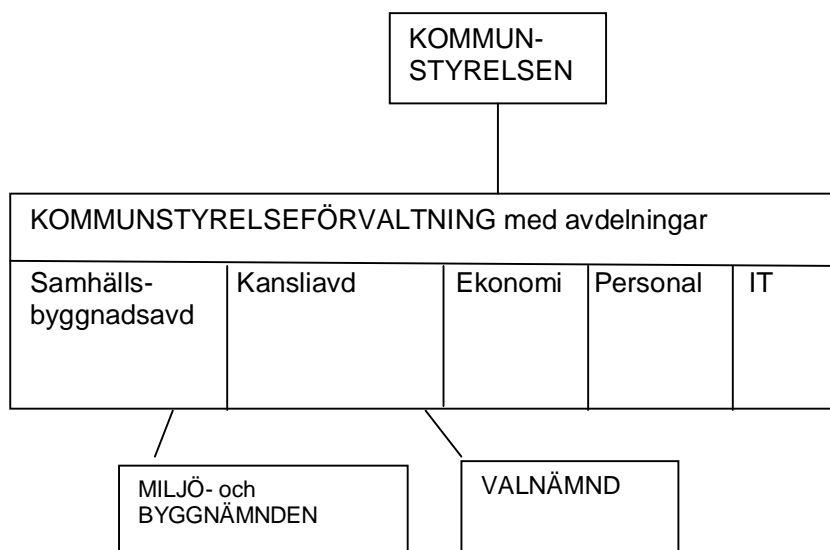 KOMMUN-
STYRELSEN
KOMMUNSTYRELSEFÖRVALTNING med avdelningar
Samhälls-
byggnadsavd
Kansliavd
Ekonomi
Personal
IT
MILJÖ- och
BYGGNÄMNDEN
VALNÄMND